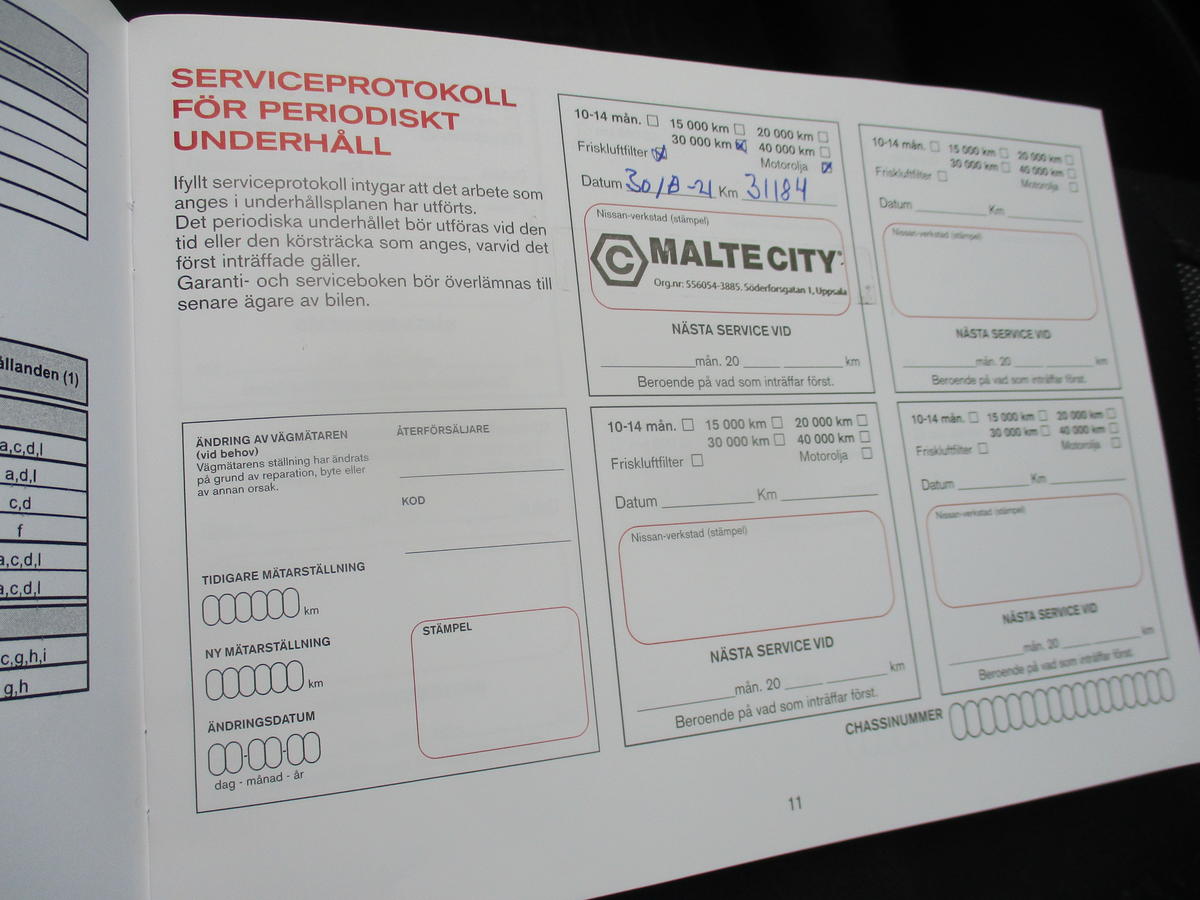 SERVICEPROTOKOLL
FÖR PERIODISKT
UNDERHÅLL
Ifyllt serviceprotokoll intygar att det arbete som
anges i underhållsplanen har utförts.
Det periodiska underhållet bör utföras vid den
tid eller den körsträcka som anges, varvid det
först inträffade gäller.
Garanti- och serviceboken bör överlämnas till
senare ägare av bilen.
10-14 mån. 15 000 km 20 000 km
30 000 km 40 000 km
Friskluftfilter Motorolja
Datum 30/8-21 Km 31184
Nissan-verkstad (stämpel)
C MALTE CITY
Org.nr: 556054-3885. Söderforsgatan 1, Uppsala
NÄSTA SERVICE VID
mån. 20 km
Beroende på vad som inträffar först.
10-14 mån. 15 000 km 20 000 km
30 000 km 40 000 km
Friskluftfilter Motorolja
Datum Km
Nissan-verkstad (stämpel)
NÄSTA SERVICE VID
mån. 20 km
Beroende på vad som inträffar först.
ÄNDRING AV VÄGMÄTAREN
(vid behov)
Vägmätarens ställning har ändrats
på grund av reparation, byte eller
av annan orsak.
ÅTERFÖRSÄLJARE
KOD
TIDIGARE MÄTARSTÄLLNING
km
NY MÄTARSTÄLLNING
km
ÄNDRINGSDATUM
dag - månad - år
STÄMPEL
10-14 mån. 15 000 km 20 000 km
30 000 km 40 000 km
Friskluftfilter Motorolja
Datum Km
Nissan-verkstad (stämpel)
NÄSTA SERVICE VID
mån. 20 km
Beroende på vad som inträffar först.
10-14 mån. 15 000 km 20 000 km
30 000 km 40 000 km
Friskluftfilter Motorolja
Datum Km
Nissan-verkstad (stämpel)
NÄSTA SERVICE VID
mån. 20 km
Beroende på vad som inträffar först.
CHASSINUMMER
11
ållanden (1)
a,c,d,l
a,d,l
c,d
f
a,c,d,l
a,c,d,l
c,g,h,i
g,h